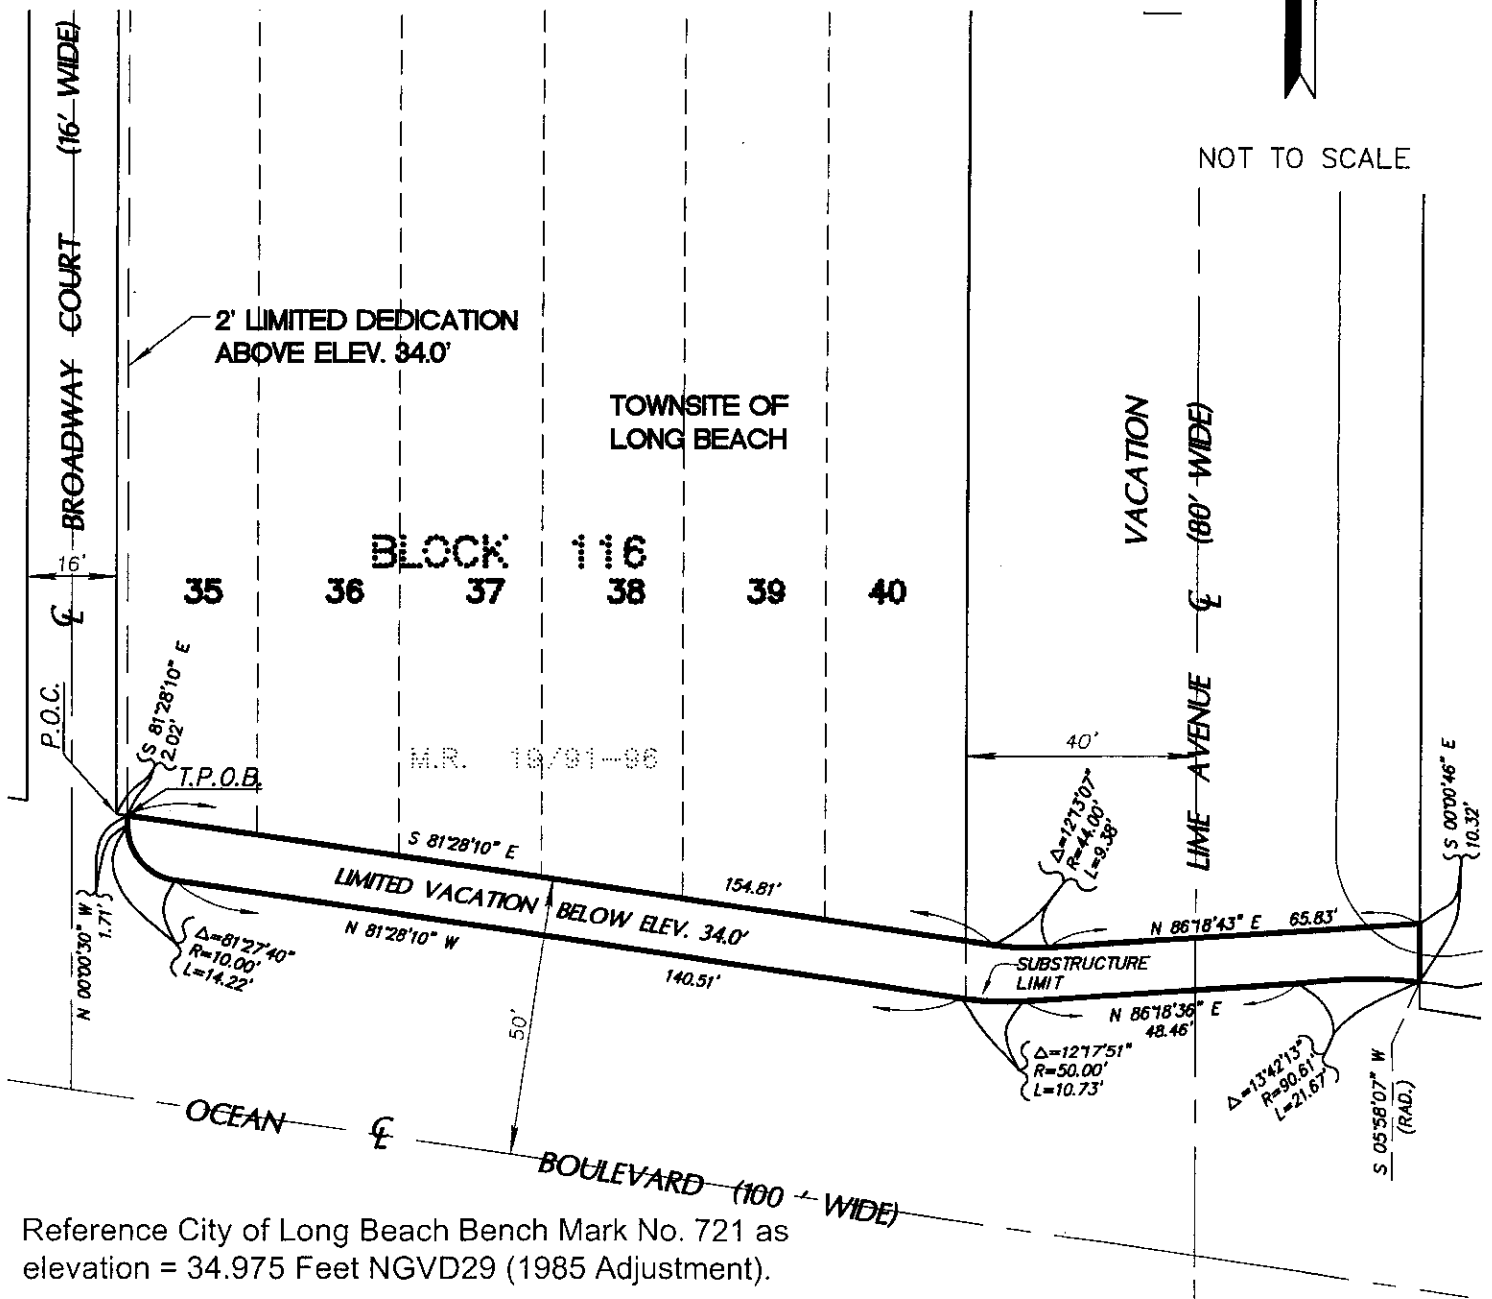 NOT TO SCALE
BROADWAY COURT (16' WIDE)
2' LIMITED DEDICATION
ABOVE ELEV. 34.0'
TOWNSITE OF
LONG BEACH
VACATION
LIME AVENUE ℄ (80' WIDE)
BLOCK 116
16'
35 36 37 38 39 40
℄
P.O.C.
S 81°28'10" E
2.02'
T.P.O.B.
M.R. 19/91-96
40'
Δ=12°13'07"
R=44.00'
L=9.38'
S 00°00'46" E
10.32'
S 81°28'10" E
154.81'
LIMITED VACATION BELOW ELEV. 34.0'
N 86°18'43" E 65.83'
N 00°00'30" W
1.71'
Δ=81°27'40"
R=10.00'
L=14.22'
N 81°28'10" W
140.51'
SUBSTRUCTURE
LIMIT
N 86°18'36" E
48.46'
50'
Δ=12°17'51"
R=50.00'
L=10.73'
Δ=13°42'13"
R=90.61'
L=21.67'
S 05°58'07" W
(RAD.)
OCEAN ℄ BOULEVARD (100' WIDE)
Reference City of Long Beach Bench Mark No. 721 as
elevation = 34.975 Feet NGVD29 (1985 Adjustment).